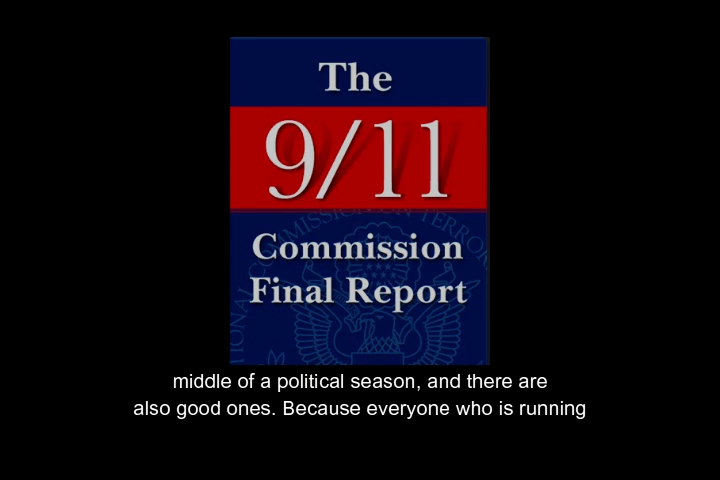 The
9/11
Commission
Final Report
middle of a political season, and there are
also good ones. Because everyone who is running